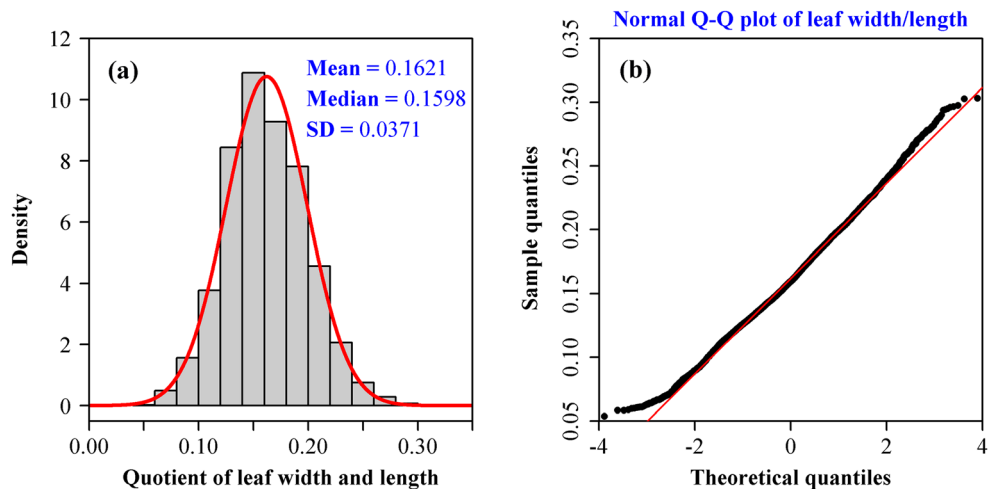 (a)
Mean = 0.1621
Median = 0.1598
SD = 0.0371
12
10
8
6
4
2
0
Density
0.00
0.10
0.20
0.30
Quotient of leaf width and length
Normal Q-Q plot of leaf width/length
(b)
0.35
0.30
0.25
0.20
0.15
0.10
0.05
Sample quantiles
-4
-2
0
2
4
Theoretical quantiles